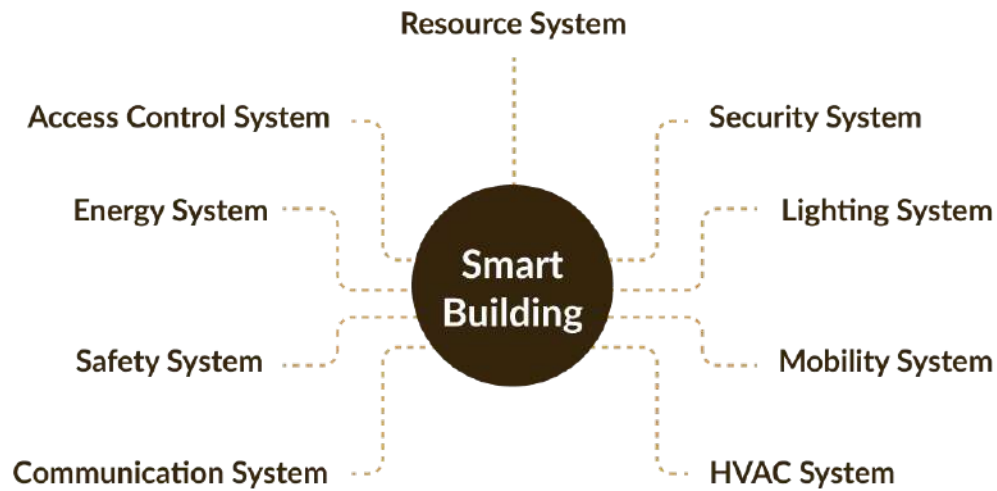 Resource System
Access Control System
Security System
Energy System
Lighting System
Smart
Building
Safety System
Mobility System
Communication System
HVAC System